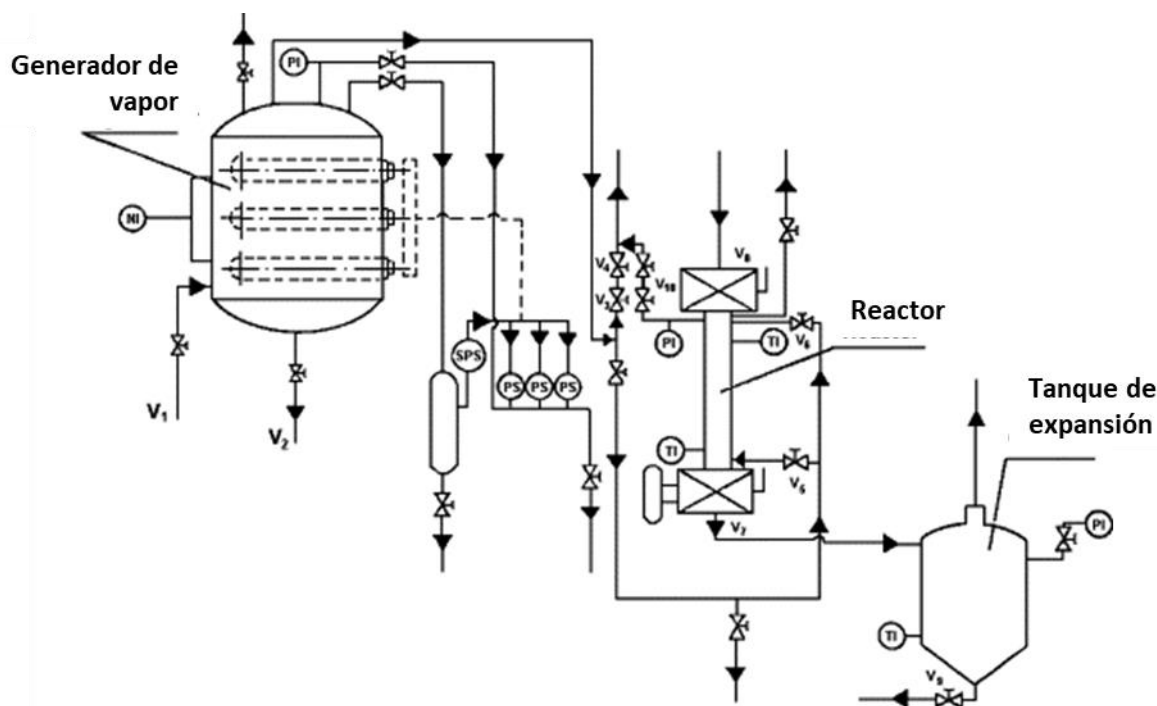 Generador de
vapor
PI
NI
V1
V2
SPS
PS
PS
PS
V4
V3
V10
PI
V8
TI
V6
Reactor
TI
V5
V7
Tanque de
expansión
PI
TI
V9